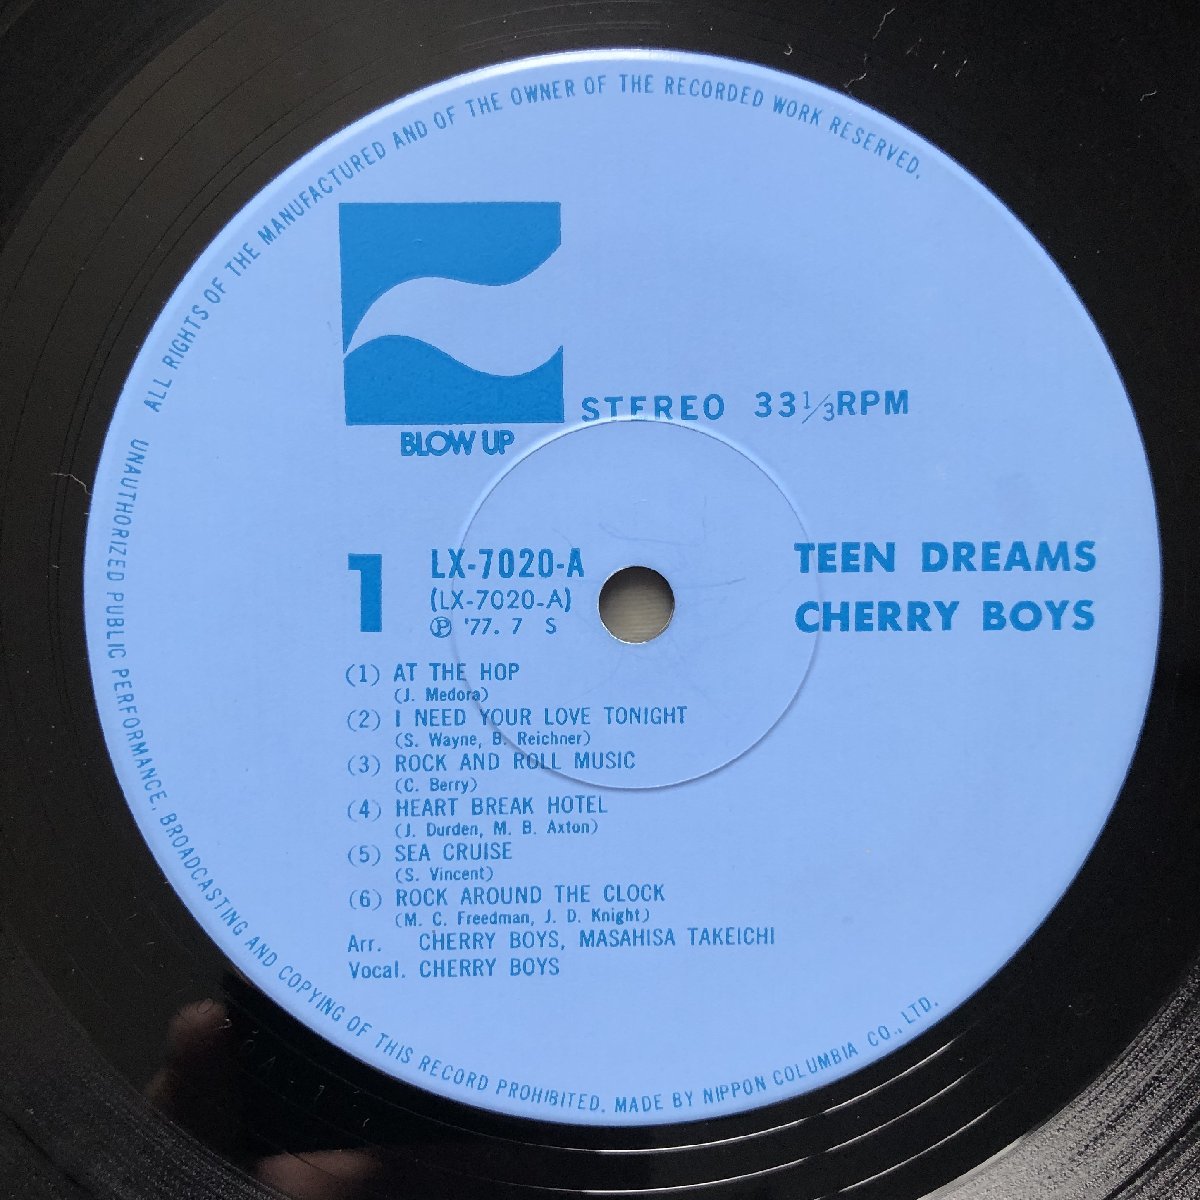 ALL RIGHTS OF THE MANUFACTURED AND OF THE OWNER OF THE RECORDED WORK RESERVED.
BLOW UP
STEREO 33 1/3 RPM
1
LX-7020-A
(LX-7020-A)
Ⓟ '77. 7 S
TEEN DREAMS
CHERRY BOYS
(1) AT THE HOP
(J. Medora)
(2) I NEED YOUR LOVE TONIGHT
(S. Wayne, B. Reichner)
(3) ROCK AND ROLL MUSIC
(C. Berry)
(4) HEART BREAK HOTEL
(J. Durden, M. B. Axton)
(5) SEA CRUISE
(S. Vincent)
(6) ROCK AROUND THE CLOCK
(M. C. Freedman, J. D. Knight)
Arr. CHERRY BOYS, MASAHISA TAKEICHI
Vocal. CHERRY BOYS
UNAUTHORIZED PUBLIC PERFORMANCE. BROADCASTING AND COPYING OF THIS RECORD PROHIBITED. MADE BY NIPPON COLUMBIA CO., LTD.